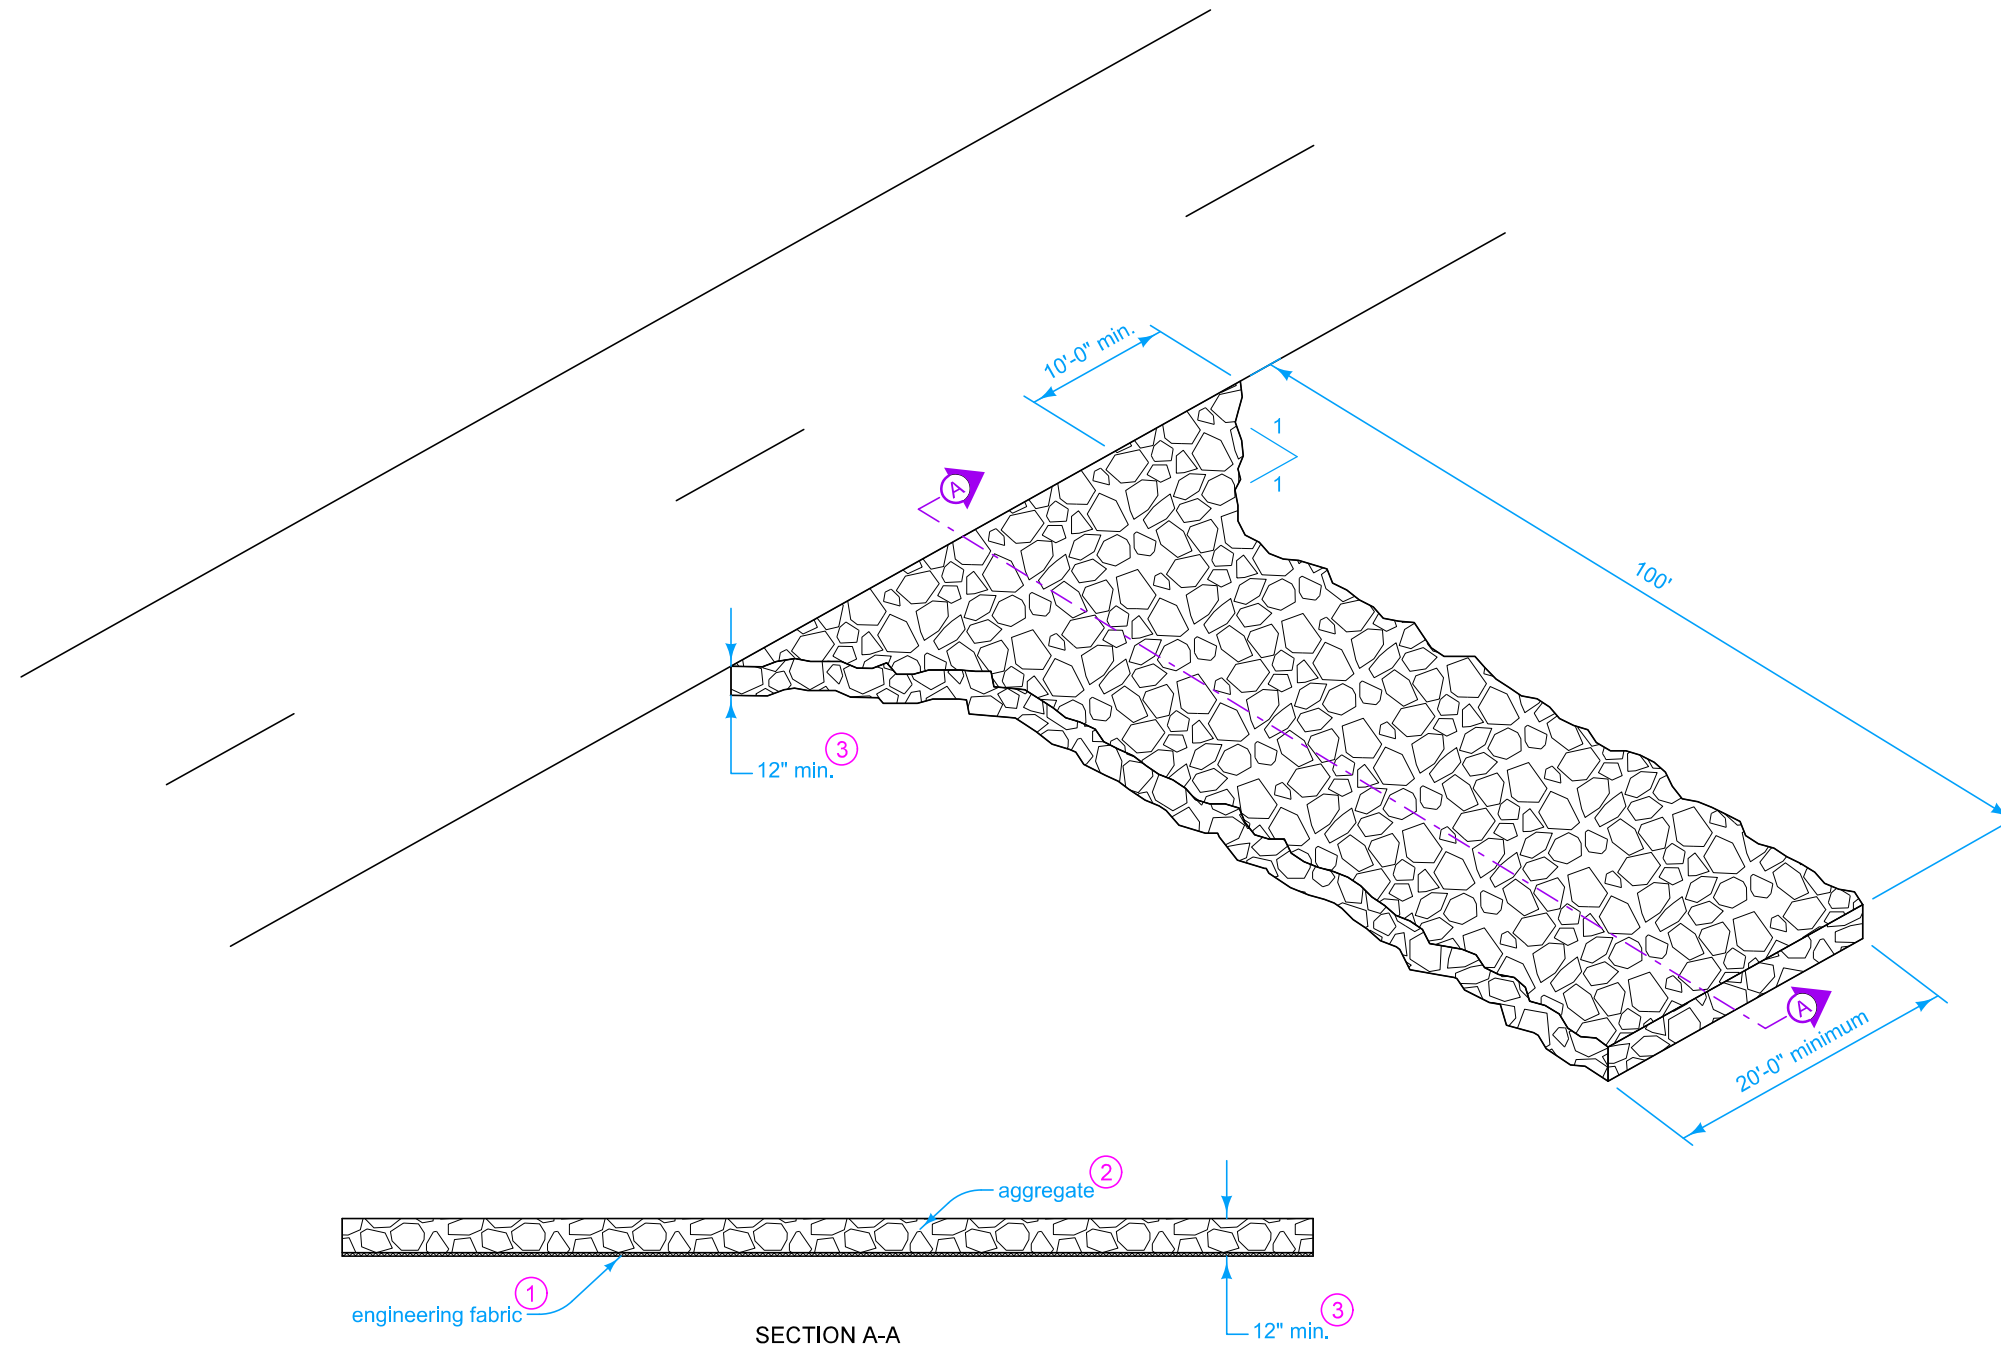 10'-0" min.
1
1
A
100'
3
12" min.
A
20'-0" minimum
2
aggregate
1
engineering fabric
3
12" min.
SECTION A-A